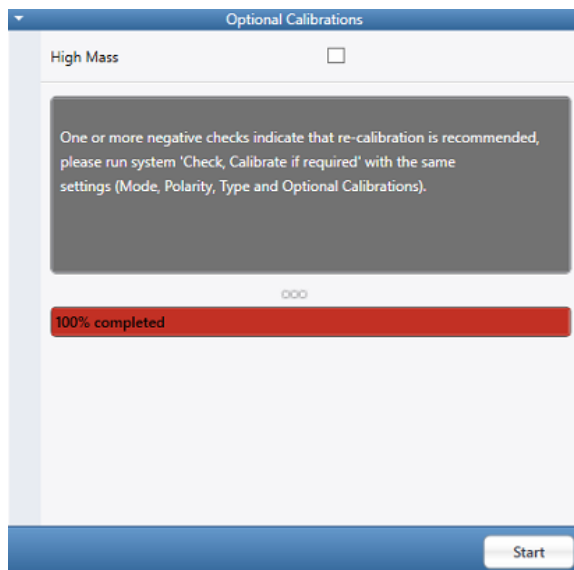 Optional Calibrations
High Mass
One or more negative checks indicate that re-calibration is recommended,
please run system 'Check, Calibrate if required' with the same
settings (Mode, Polarity, Type and Optional Calibrations).
100% completed
Start